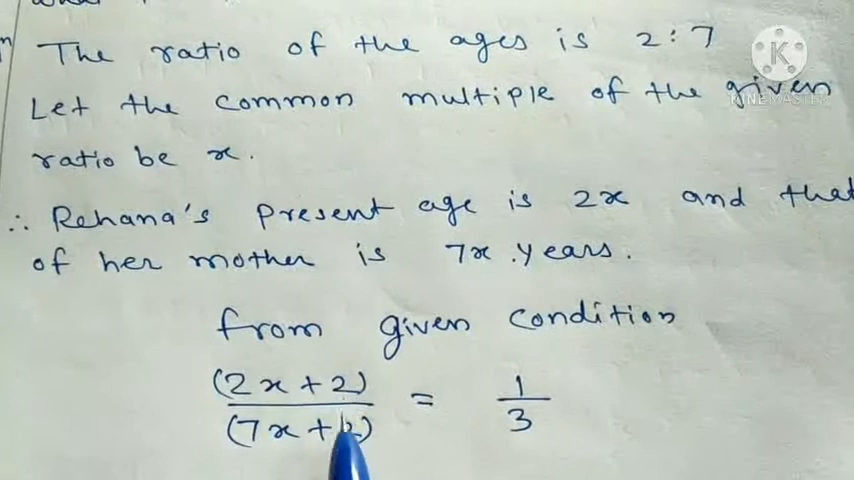 The ratio of the ages is 2:7
Let the common multiple of the given
ratio be x.
∴ Rehana's present age is 2x and that
of her mother is 7x years.
from given condition
(2x+2) = 1
(7x+2) 3
K
KINEMASTER